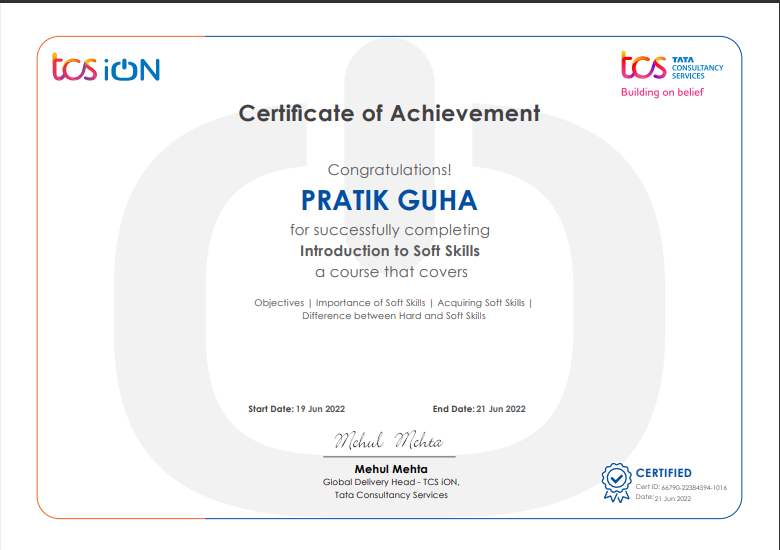 tcs iON
tcs TATA
CONSULTANCY
SERVICES
Building on belief
Certificate of Achievement
Congratulations!
PRATIK GUHA
for successfully completing
Introduction to Soft Skills
a course that covers
Objectives | Importance of Soft Skills | Acquiring Soft Skills |
Difference between Hard and Soft Skills
Start Date: 19 Jun 2022 End Date: 21 Jun 2022
Mehul Mehta
Mehul Mehta
Global Delivery Head - TCS iON,
Tata Consultancy Services
CERTIFIED
Cert ID: 66790-22384594-1016
Date: 21 Jun 2022